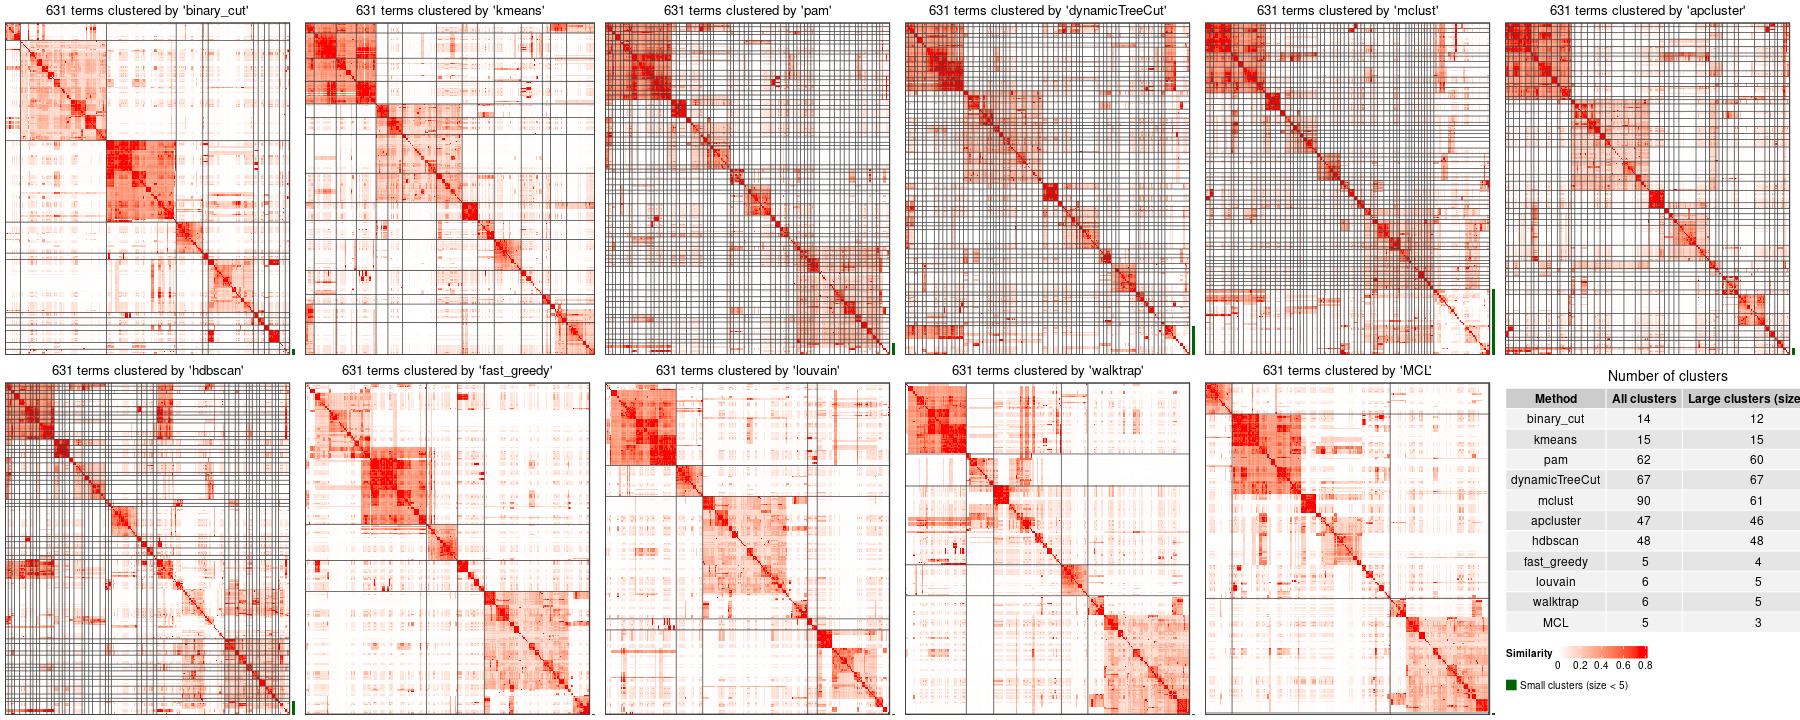 631 terms clustered by 'binary_cut'
631 terms clustered by 'kmeans'
631 terms clustered by 'pam'
631 terms clustered by 'dynamicTreeCut'
631 terms clustered by 'mclust'
631 terms clustered by 'apcluster'
631 terms clustered by 'hdbscan'
631 terms clustered by 'fast_greedy'
631 terms clustered by 'louvain'
631 terms clustered by 'walktrap'
631 terms clustered by 'MCL'
Number of clusters
Method All clusters Large clusters (size
binary_cut 14 12
kmeans 15 15
pam 62 60
dynamicTreeCut 67 67
mclust 90 61
apcluster 47 46
hdbscan 48 48
fast_greedy 5 4
louvain 6 5
walktrap 6 5
MCL 5 3
Similarity
0 0.2 0.4 0.6 0.8
Small clusters (size < 5)